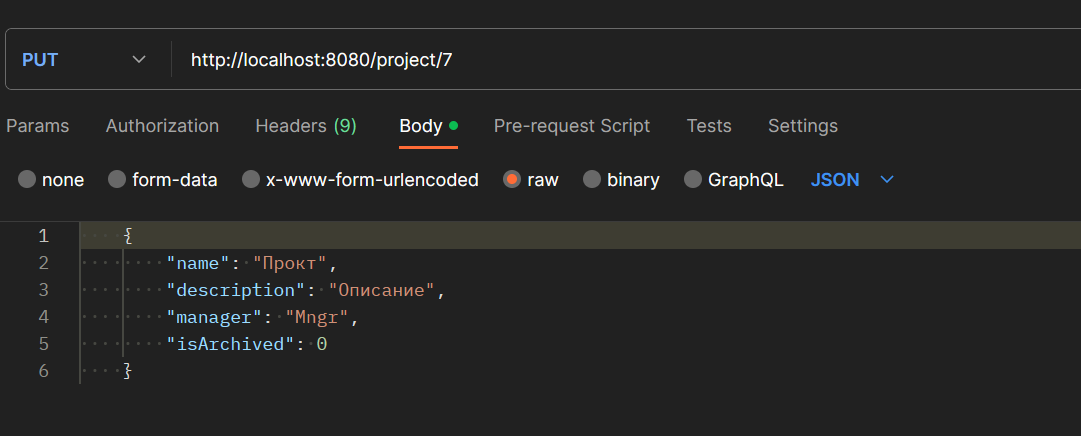 PUT http://localhost:8080/project/7
Params Authorization Headers (9) Body Pre-request Script Tests Settings
none form-data x-www-form-urlencoded raw binary GraphQL JSON
1 {
2 "name": "Прокт",
3 "description": "Описание",
4 "manager": "Mngr",
5 "isArchived": 0
6 }